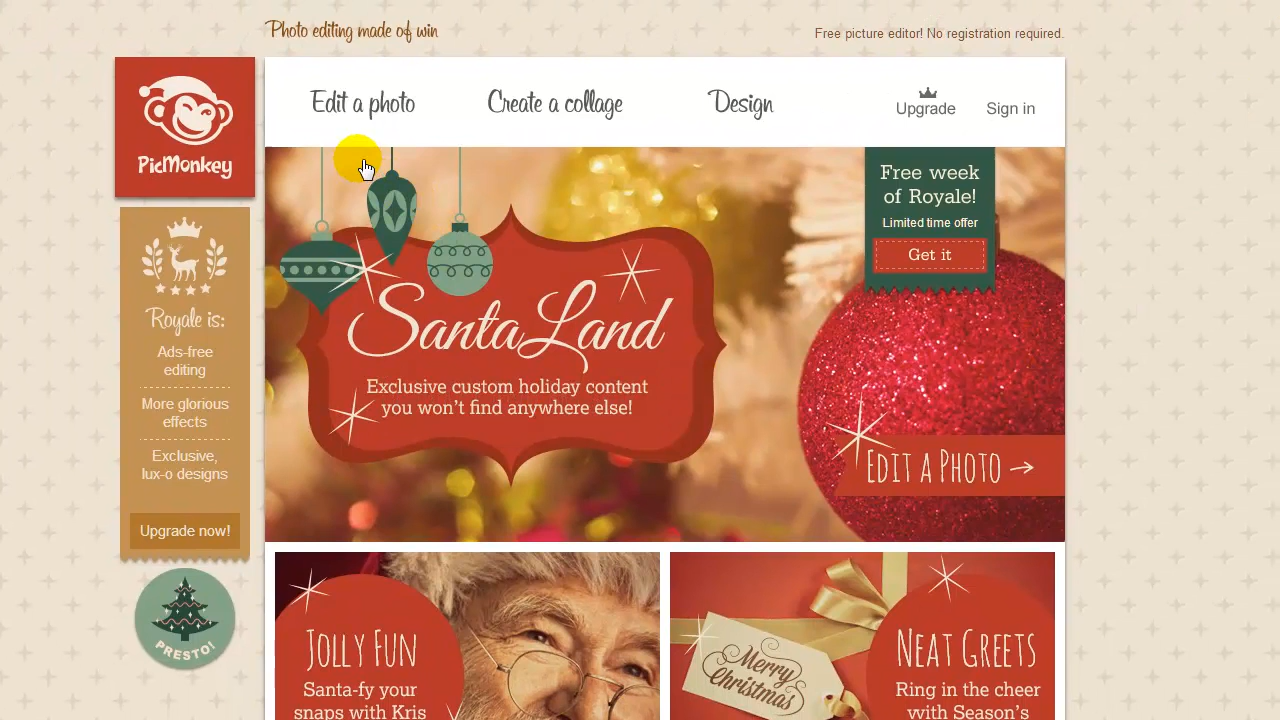 Photo editing made of win
Free picture editor! No registration required.
PicMonkey
Edit a photo
Create a collage
Design
Upgrade
Sign in
Royale is:
Ads-free
editing
More glorious
effects
Exclusive,
lux-o designs
Upgrade now!
PRESTO!
Free week
of Royale!
Limited time offer
Get it
SantaLand
Exclusive custom holiday content
you won't find anywhere else!
EDIT A PHOTO →
JOLLY FUN
Santa-fy your
snaps with Kris
Merry
Christmas
NEAT GREETS
Ring in the cheer
with Season's